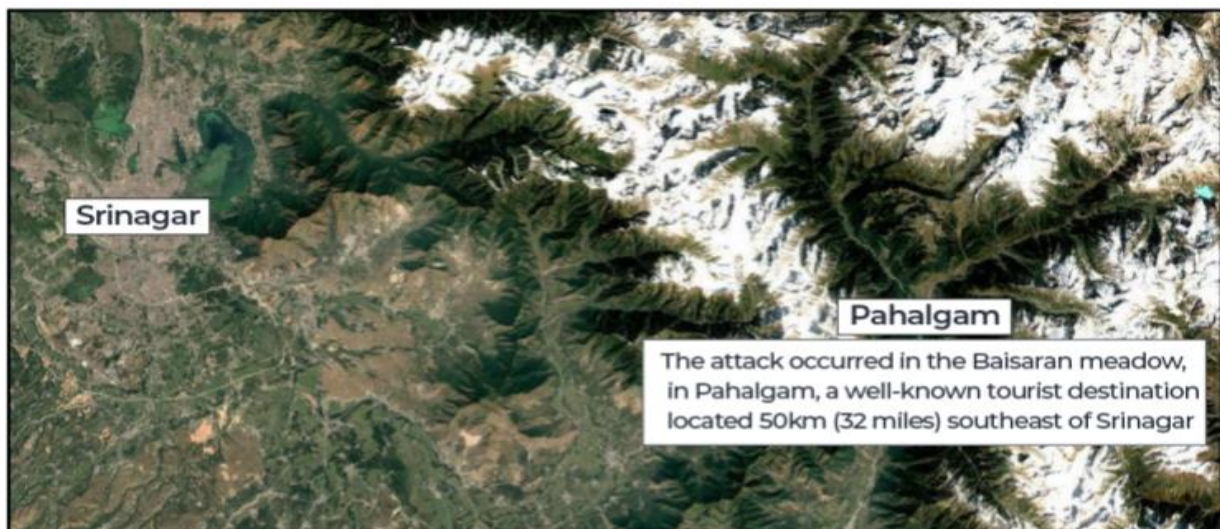 Srinagar
Pahalgam
The attack occurred in the Baisaran meadow,
in Pahalgam, a well-known tourist destination
located 50km (32 miles) southeast of Srinagar